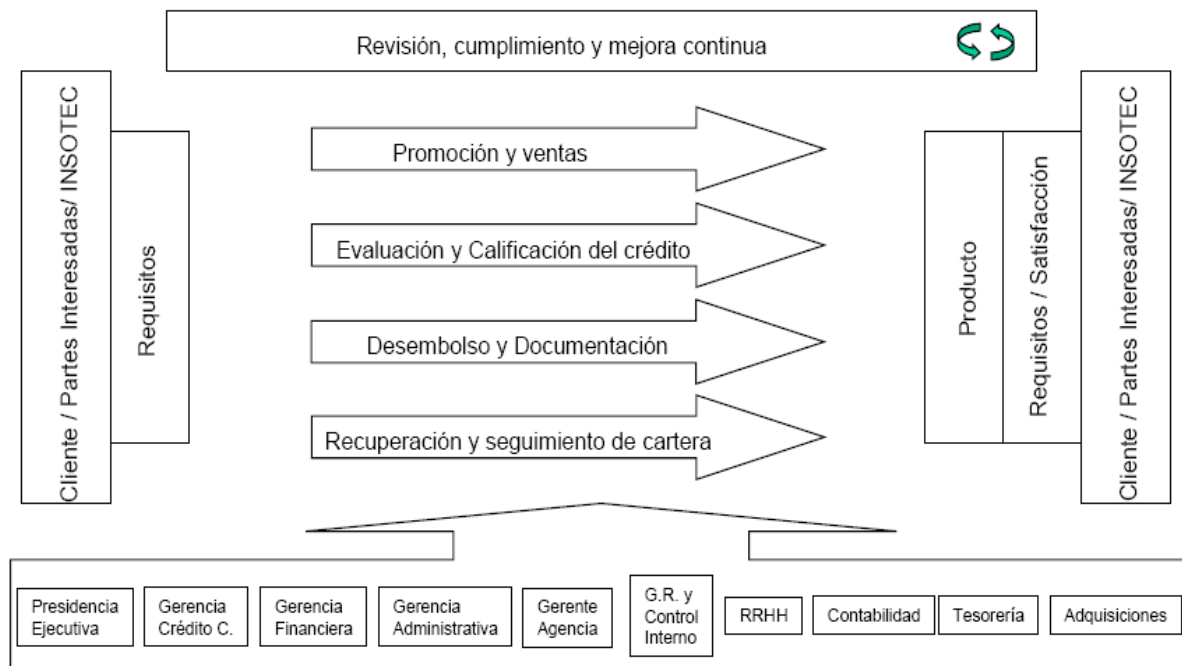 Revisión, cumplimiento y mejora continua
Cliente / Partes Interesadas/ INSOTEC
Requisitos
Promoción y ventas
Evaluación y Calificación del crédito
Desembolso y Documentación
Recuperación y seguimiento de cartera
Producto
Requisitos / Satisfacción
Cliente / Partes Interesadas/ INSOTEC
Presidencia
Ejecutiva
Gerencia
Crédito C.
Gerencia
Financiera
Gerencia
Administrativa
Gerente
Agencia
G.R. y
Control
Interno
RRHH
Contabilidad
Tesorería
Adquisiciones